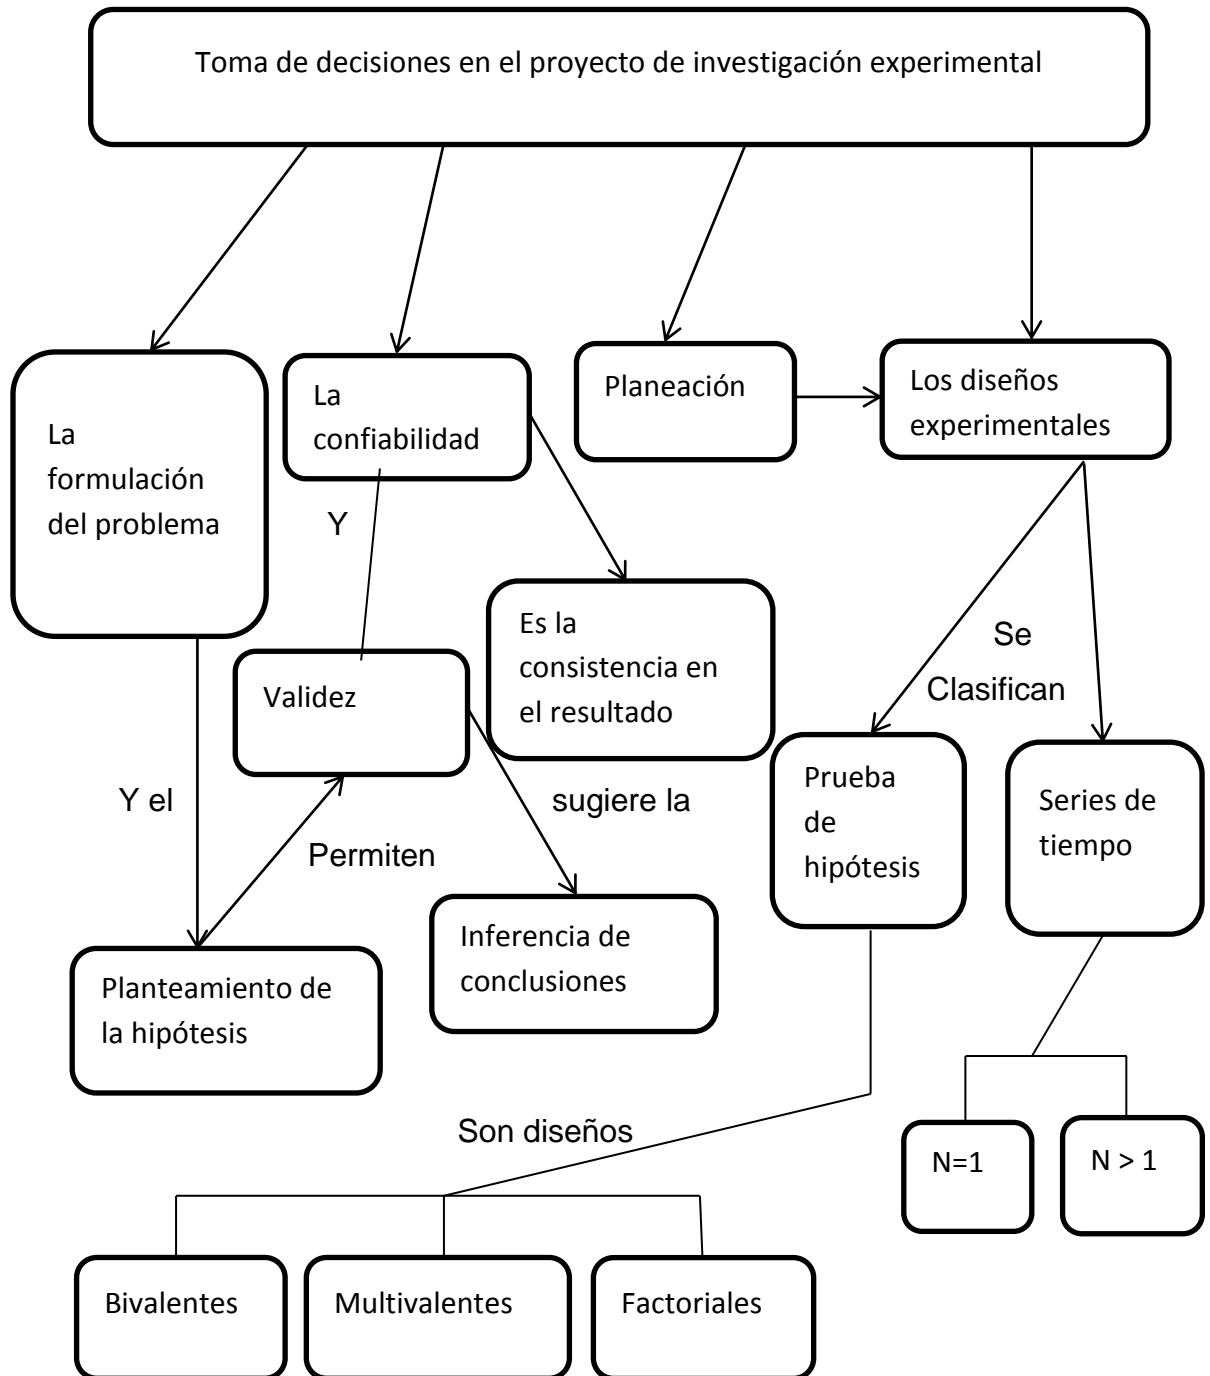 Toma de decisiones en el proyecto de investigación experimental
La
formulación
del problema
La
confiabilidad
Planeación
Los diseños
experimentales
Y
Es la
consistencia en
el resultado
Se
Clasifican
Validez
Y el
Permiten
sugiere la
Prueba
de
hipótesis
Series de
tiempo
Planteamiento de
la hipótesis
Inferencia de
conclusiones
Son diseños
N=1
N > 1
Bivalentes
Multivalentes
Factoriales